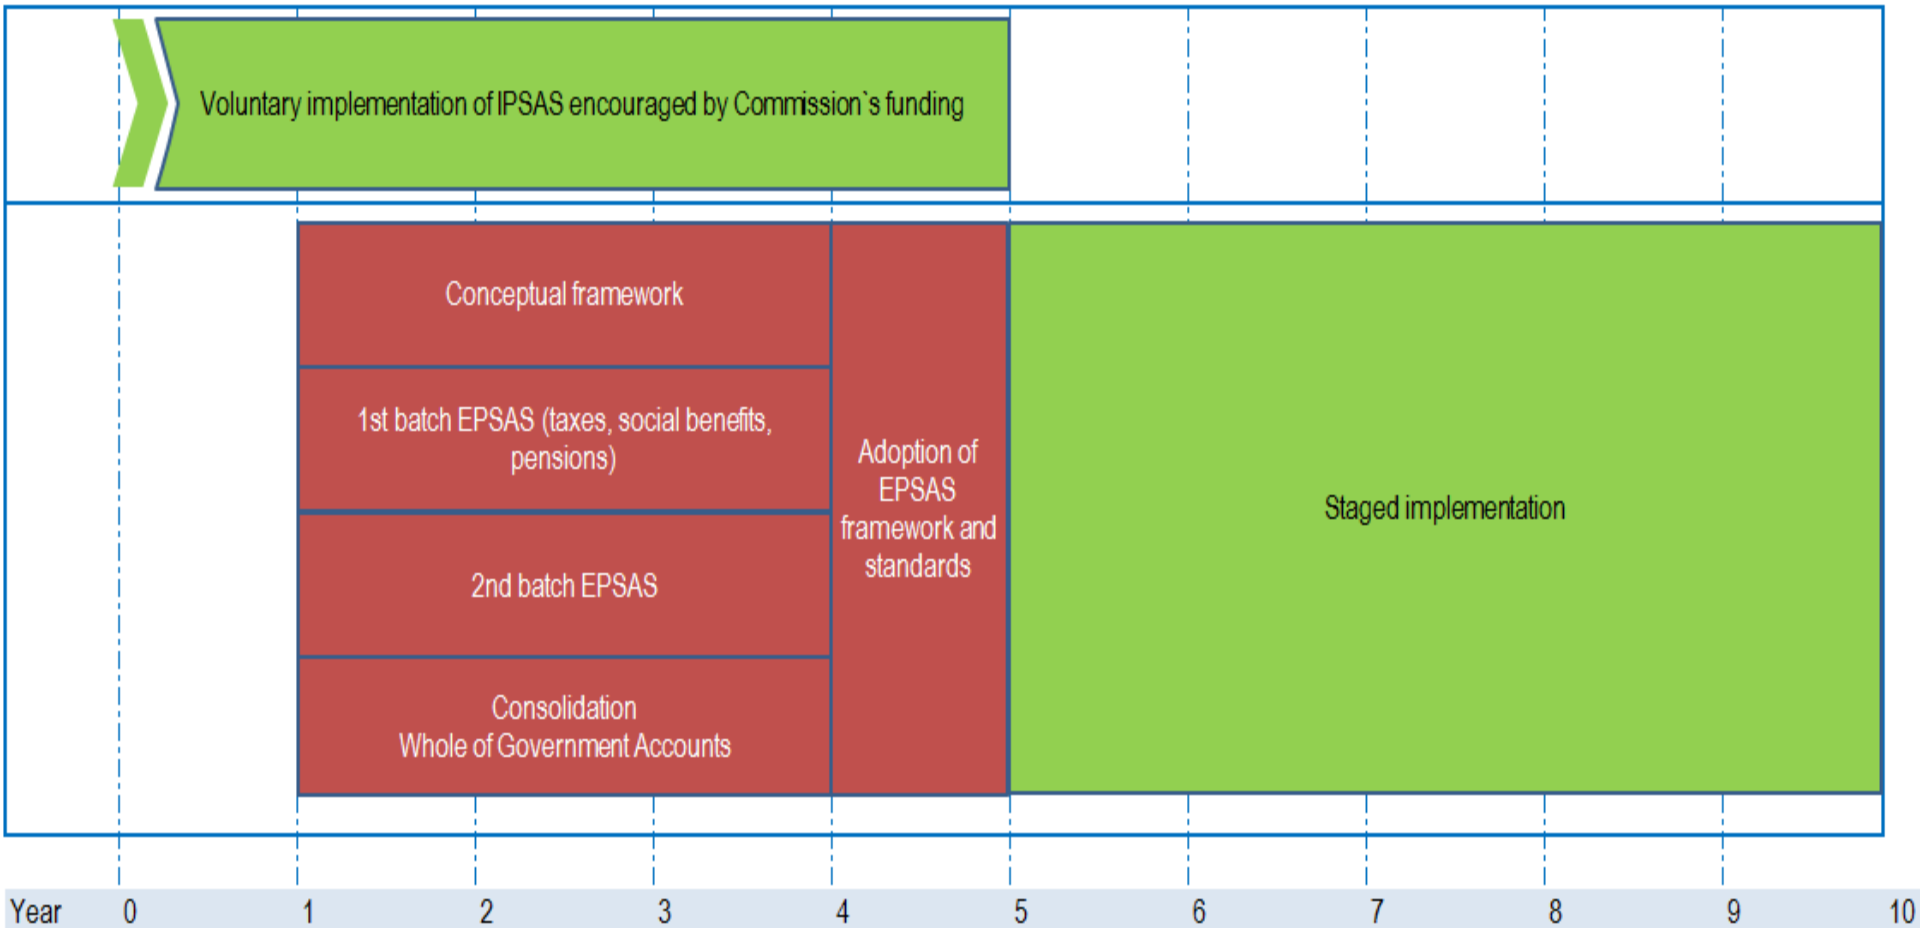 Voluntary implementation of IPSAS encouraged by Commission`s funding
Conceptual framework
1st batch EPSAS (taxes, social benefits,
pensions)
2nd batch EPSAS
Consolidation
Whole of Government Accounts
Adoption of
EPSAS
framework and
standards
Staged implementation
Year 0 1 2 3 4 5 6 7 8 9 10